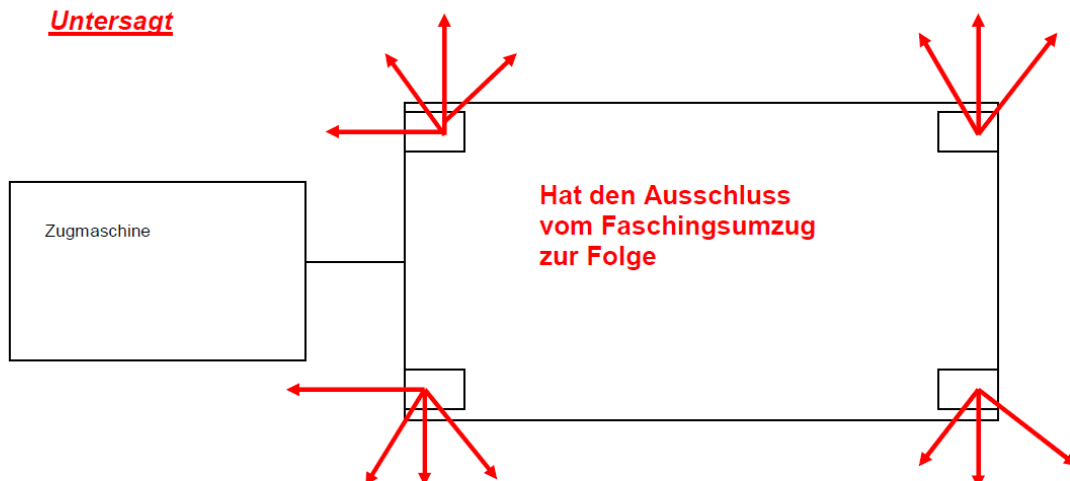 Untersagt
Zugmaschine
Hat den Ausschluss
vom Faschingsumzug
zur Folge